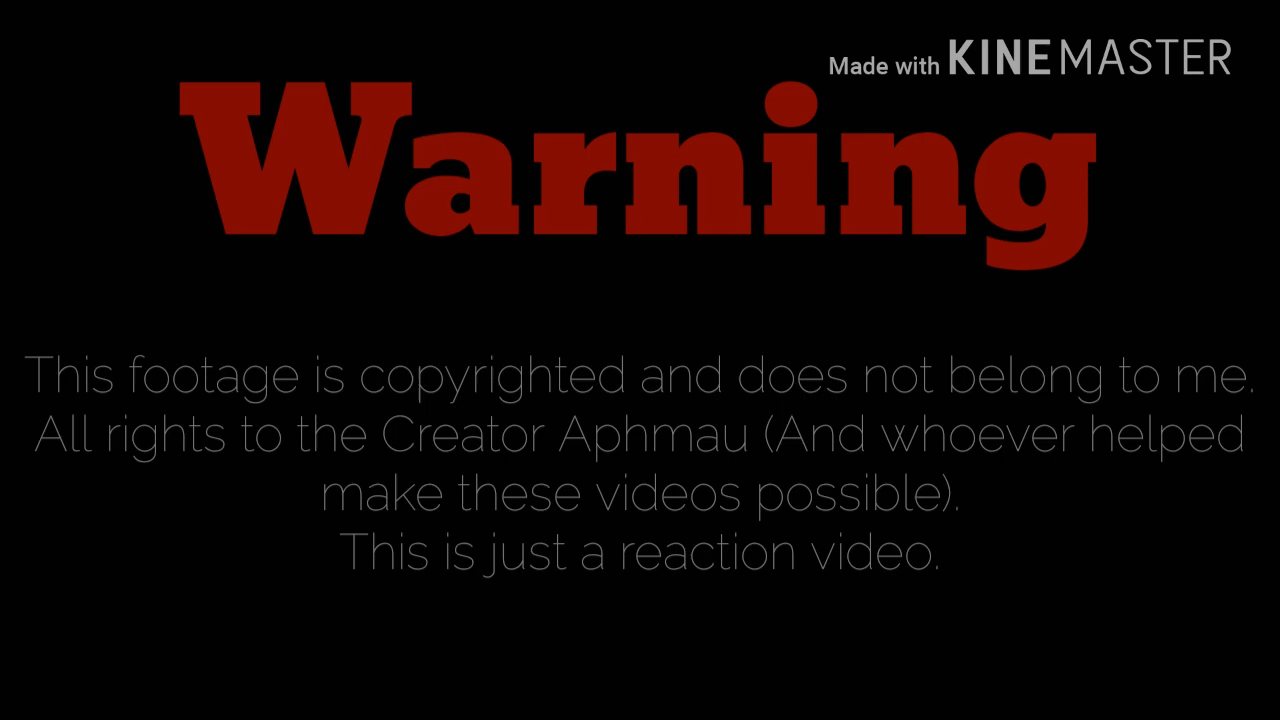 Made with KINEMASTER
Warning
This footage is copyrighted and does not belong to me.
All rights to the Creator Aphmau (And whoever helped
make these videos possible).
This is just a reaction video.